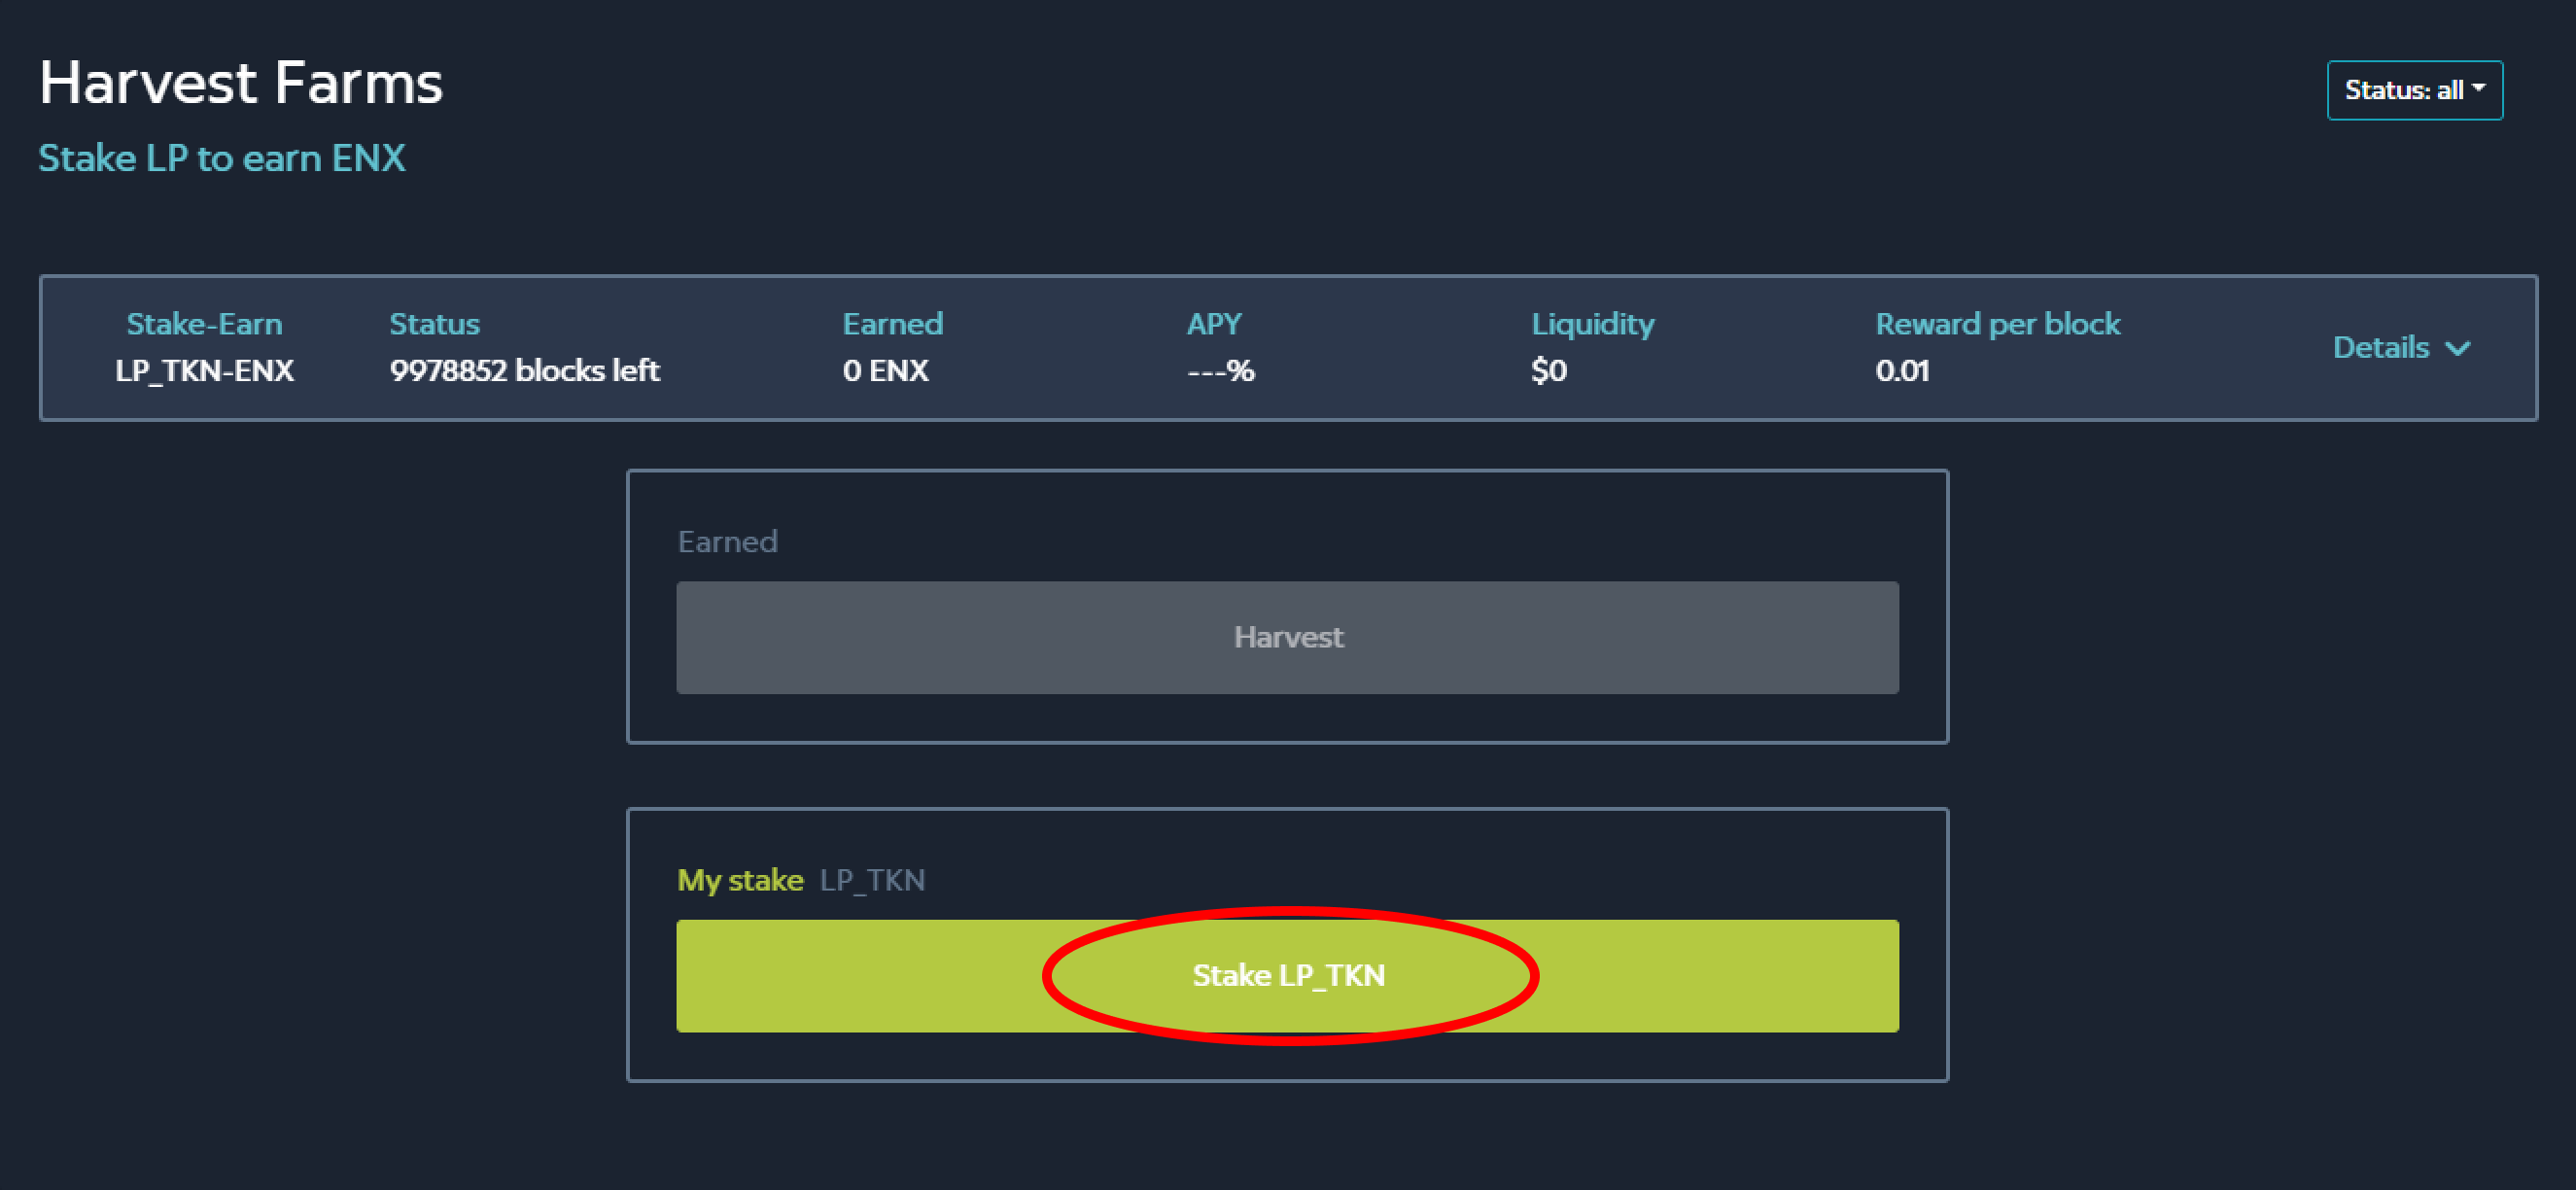 Harvest Farms
Status: all
Stake LP to earn ENX
Stake-Earn Status Earned APY Liquidity Reward per block
LP_TKN-ENX 9978852 blocks left 0 ENX ---% $0 0.01
Details
Earned
Harvest
My stake LP_TKN
Stake LP_TKN